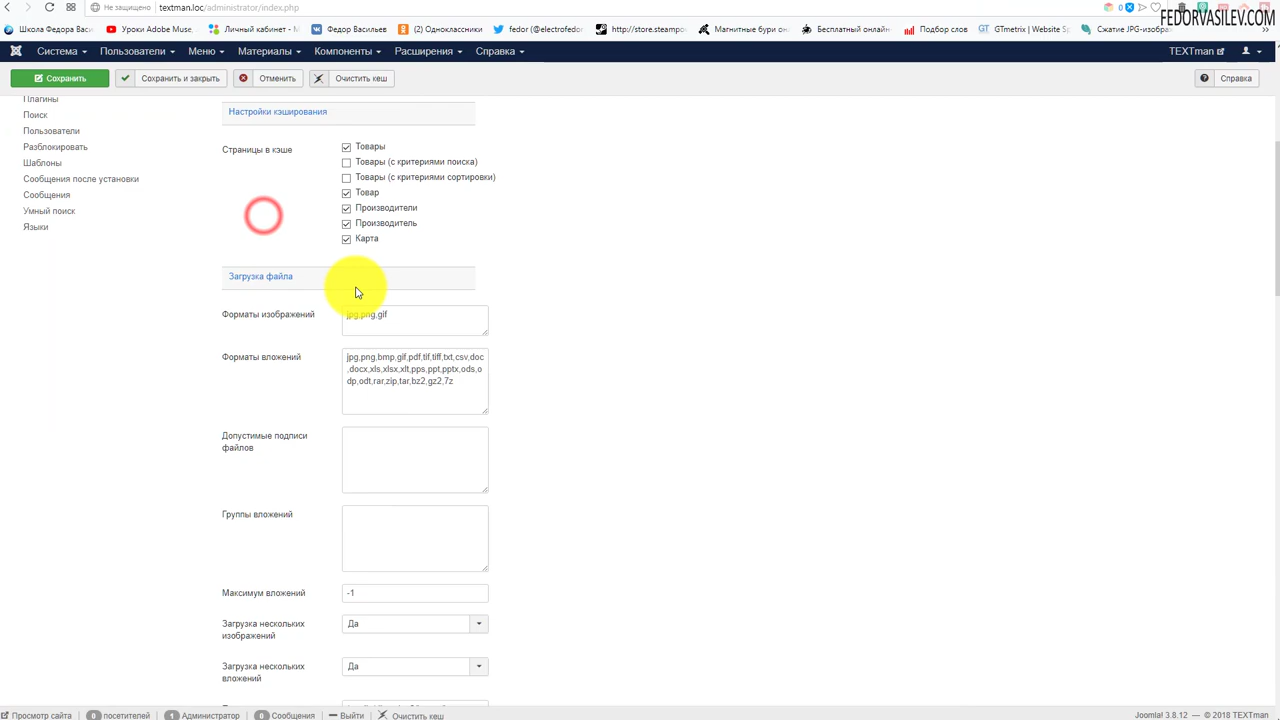 Не защищено textman.loc/administrator/index.php
FEDORVASILEV.COM
Школа Федора Васи Уроки Adobe Muse, Личный кабинет - М Федор Васильев (2) Одноклассники fedor (@electrofedor http://store.steampo Магнитные бури он Бесплатный онлайн Подбор слов GTmetrix | Website Sp Сжатие JPG-изобра
Система Пользователи Меню Материалы Компоненты Расширения Справка TEXTman
Сохранить Сохранить и закрыть Отменить Очистить кеш Справка
Плагины
Поиск
Пользователи
Разблокировать
Шаблоны
Сообщения после установки
Сообщения
Умный поиск
Языки
Настройки кэширования
Страницы в кэше
Товары
Товары (с критериями поиска)
Товары (с критериями сортировки)
Товар
Производители
Производитель
Карта
Загрузка файла
Форматы изображений
jpg,png,gif
Форматы вложений
jpg,png,bmp,gif,pdf,tif,tiff,txt,csv,doc
,docx,xls,xlsx,xlt,pps,ppt,pptx,ods,o
dp,odt,rar,zip,tar,bz2,gz2,7z
Допустимые подписи
файлов
Группы вложений
Максимум вложений
-1
Загрузка нескольких
изображений
Да
Загрузка нескольких
вложений
Да
Просмотр сайта 0 посетителей 1 Администратор 0 Сообщения Выйти Очистить кеш Joomla! 3.8.12 — © 2018 TEXTman